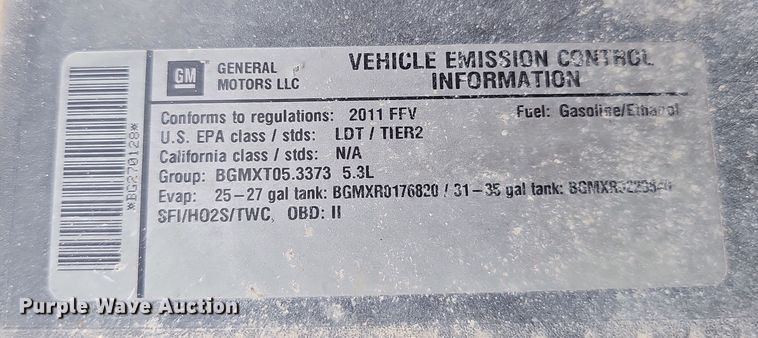 *BG270128*
GM
GENERAL
MOTORS LLC
VEHICLE EMISSION CONTROL
INFORMATION
Conforms to regulations: 2011 FFV Fuel: Gasoline/Ethanol
U.S. EPA class / stds: LDT / TIER2
California class / stds: N/A
Group: BGMXT05.3373 5.3L
Evap: 25-27 gal tank: BGMXR0176820 / 31-35 gal tank:
SFI/HO2S/TWC, OBD: II
Purple Wave Auction